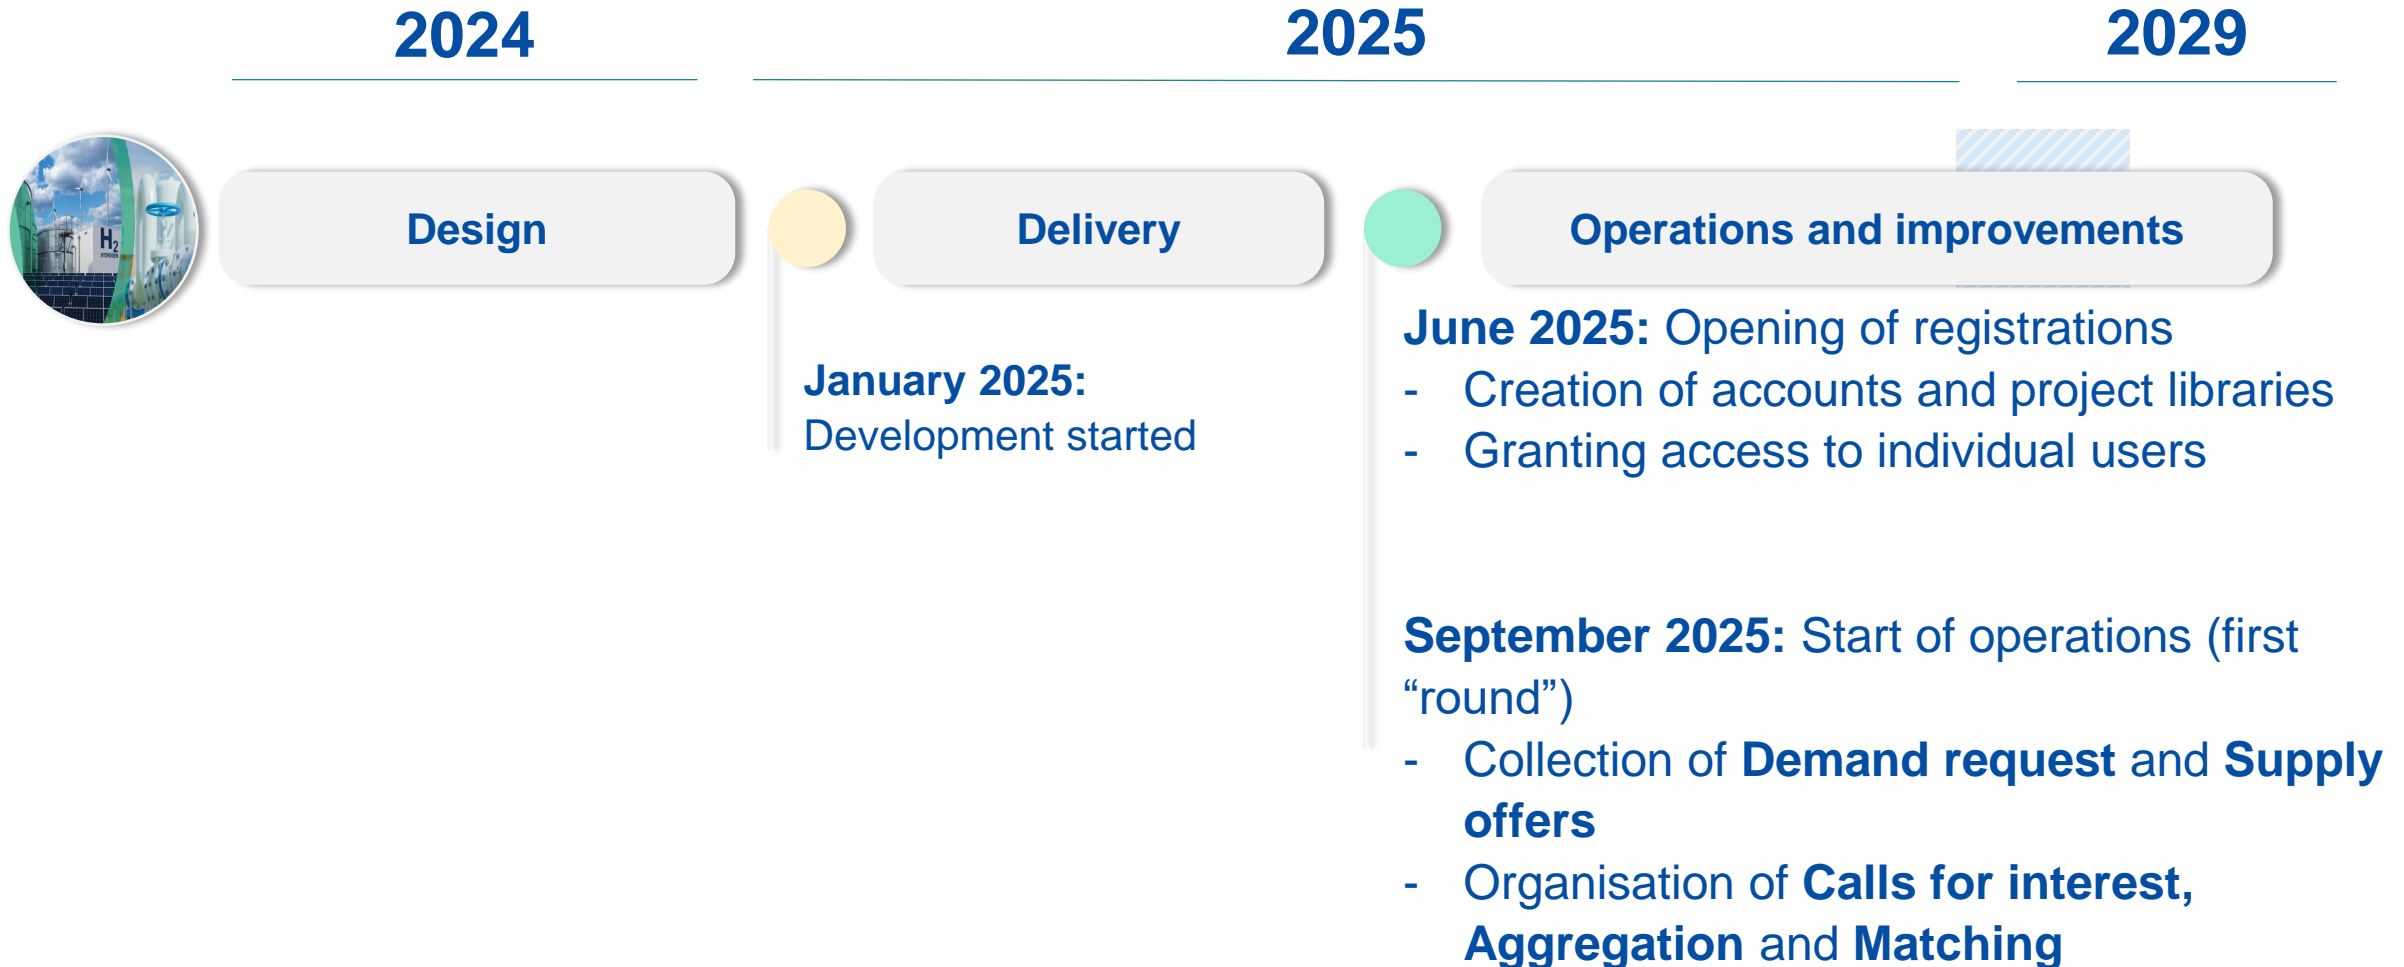 2024
2025
2029
H2
HYDROGEN
Design
Delivery
Operations and improvements
January 2025:
Development started
June 2025: Opening of registrations
- Creation of accounts and project libraries
- Granting access to individual users
September 2025: Start of operations (first
“round”)
- Collection of Demand request and Supply
offers
- Organisation of Calls for interest,
Aggregation and Matching